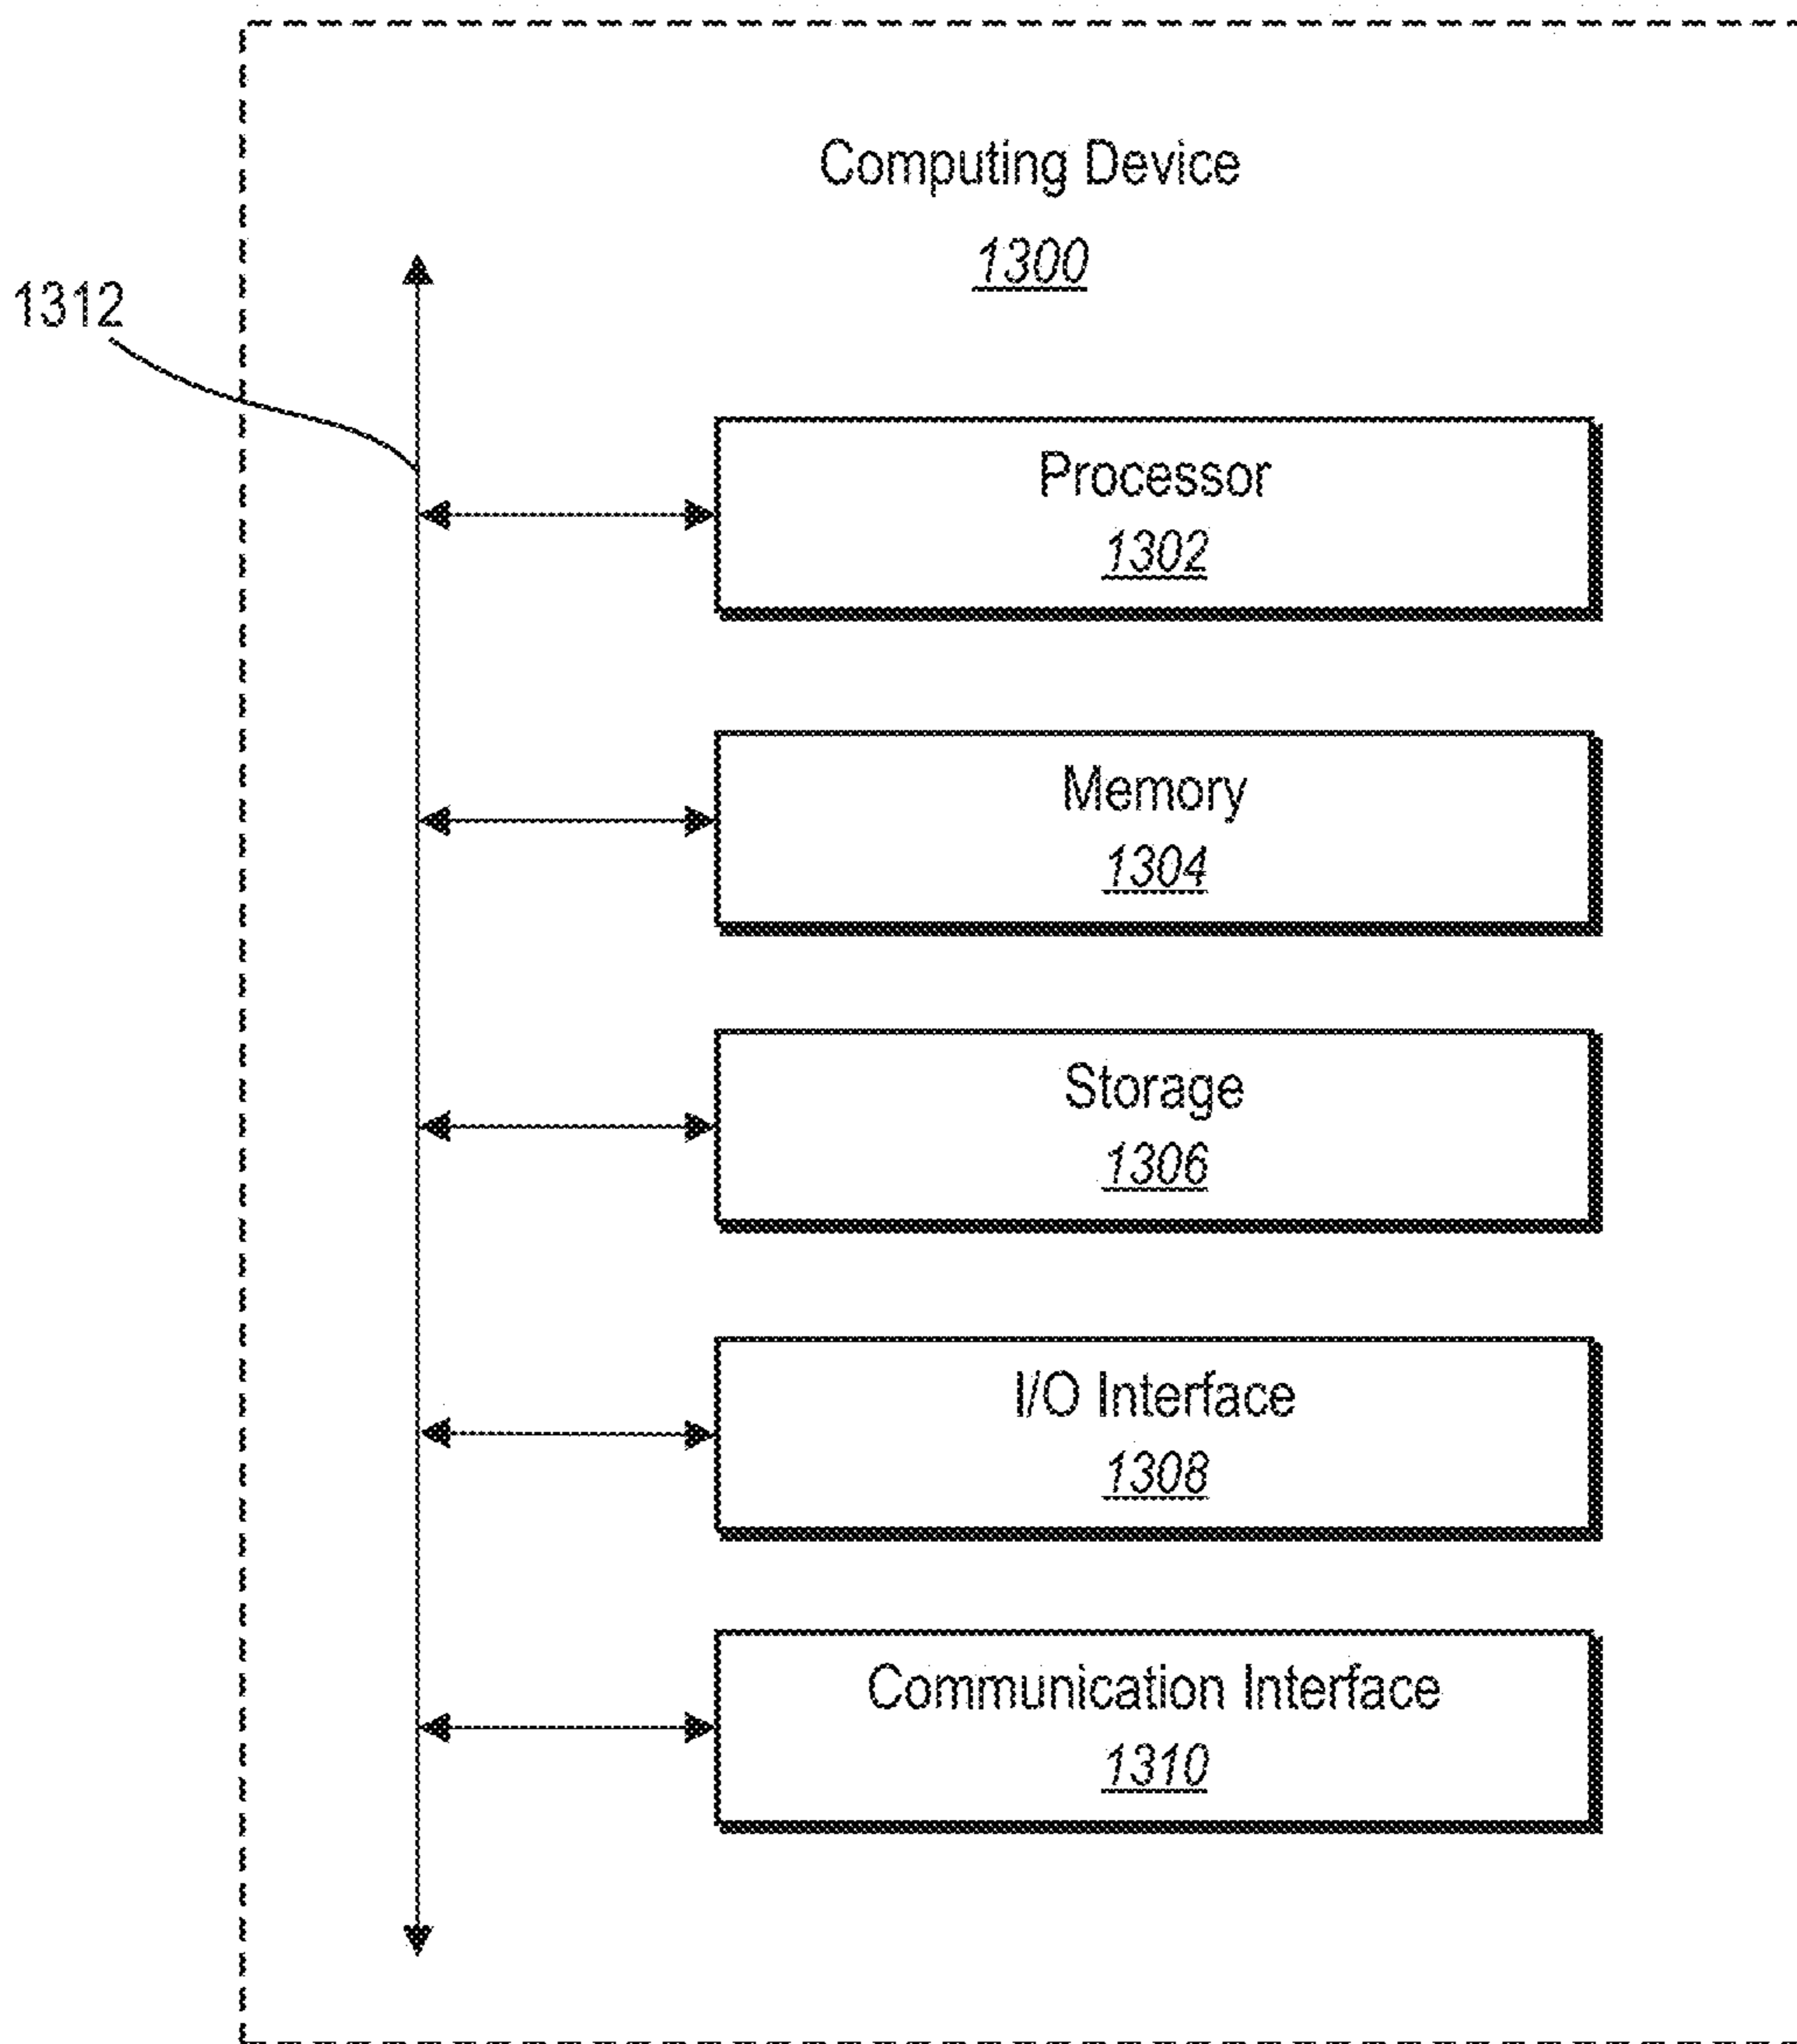 Computing Device
1300
1312
Processor
1302
Memory
1304
Storage
1306
I/O Interface
1308
Communication Interface
1310